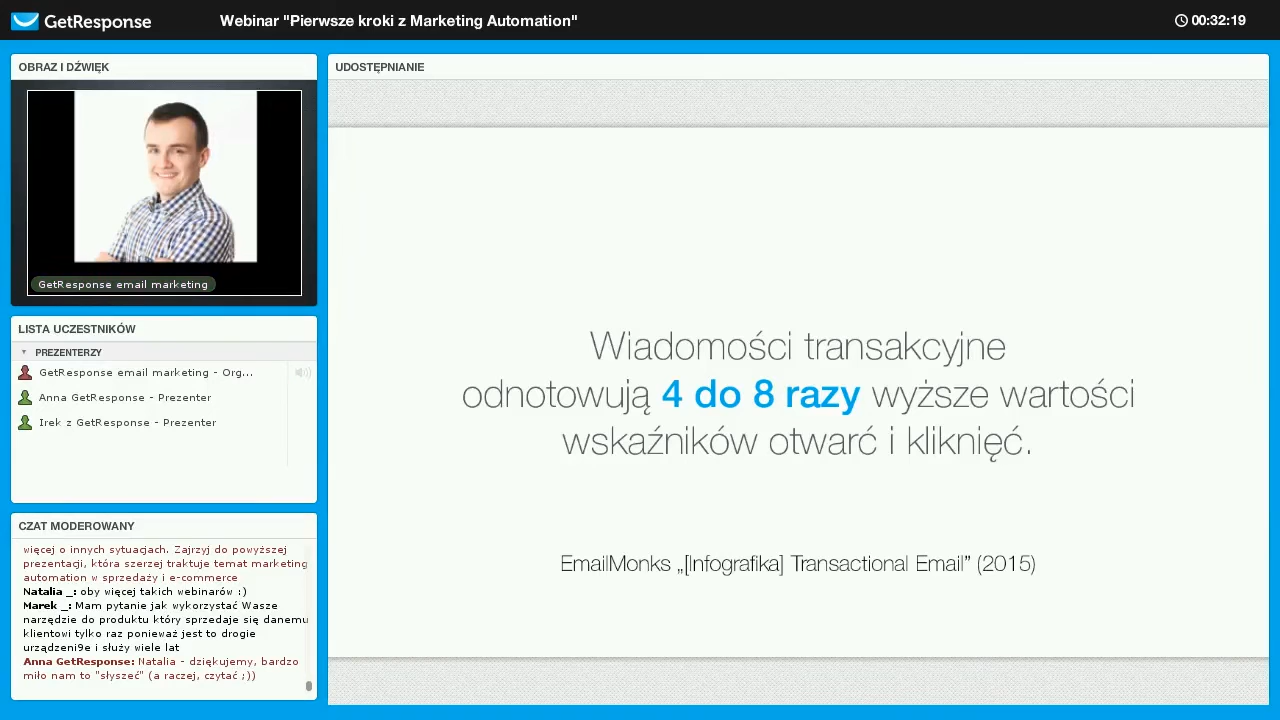 GetResponse
Webinar "Pierwsze kroki z Marketing Automation"
00:32:19
OBRAZ I DŹWIĘK
GetResponse email marketing
LISTA UCZESTNIKÓW
PREZENTERZY
GetResponse email marketing - Org...
Anna GetResponse - Prezenter
Irek z GetResponse - Prezenter
CZAT MODEROWANY
więcej o innych sytuacjach. Zajrzyj do powyższej
prezentacji, która szerzej traktuje temat marketing
automation w sprzedaży i e-commerce
Natalia _: oby więcej takich webinarów :)
Marek _: Mam pytanie jak wykorzystać Wasze
narzędzie do produktu który sprzedaje się danemu
klientowi tylko raz ponieważ jest to drogie
urządzeni9e i służy wiele lat
Anna GetResponse: Natalia - dziękujemy, bardzo
miło nam to "słyszeć" (a raczej, czytać ;))
UDOSTĘPNIANIE
Wiadomości transakcyjne
odnotowują 4 do 8 razy wyższe wartości
wskaźników otwarć i kliknięć.
EmailMonks „[Infografika] Transactional Email” (2015)